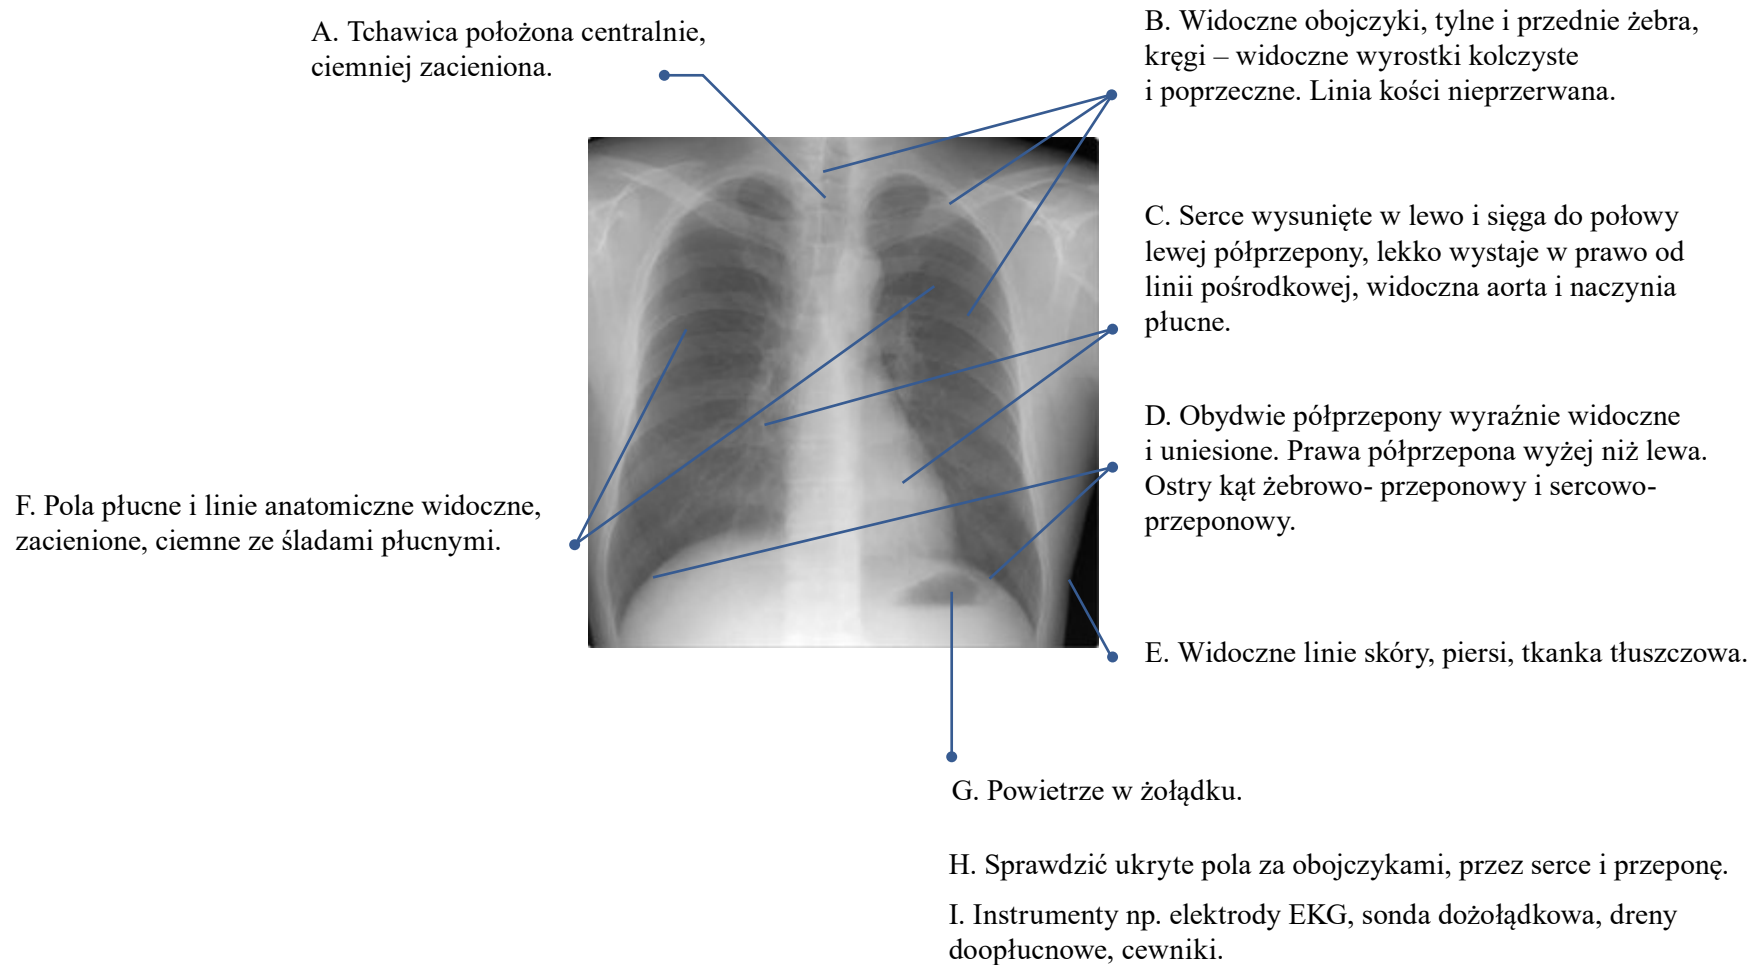 A. Tchawica położona centralnie,
ciemniej zacieniona.
B. Widoczne obojczyki, tylne i przednie żebra,
kręgi – widoczne wyrostki kolczyste
i poprzeczne. Linia kości nieprzerwana.
C. Serce wysunięte w lewo i sięga do połowy
lewej półprzepony, lekko wystaje w prawo od
linii pośrodkowej, widoczna aorta i naczynia
płucne.
D. Obydwie półprzepony wyraźnie widoczne
i uniesione. Prawa półprzepona wyżej niż lewa.
Ostry kąt żebrowo- przeponowy i sercowo-
przeponowy.
F. Pola płucne i linie anatomiczne widoczne,
zacienione, ciemne ze śladami płucnymi.
E. Widoczne linie skóry, piersi, tkanka tłuszczowa.
G. Powietrze w żołądku.
H. Sprawdzić ukryte pola za obojczykami, przez serce i przeponę.
I. Instrumenty np. elektrody EKG, sonda dożołądkowa, dreny
doopłucnowe, cewniki.